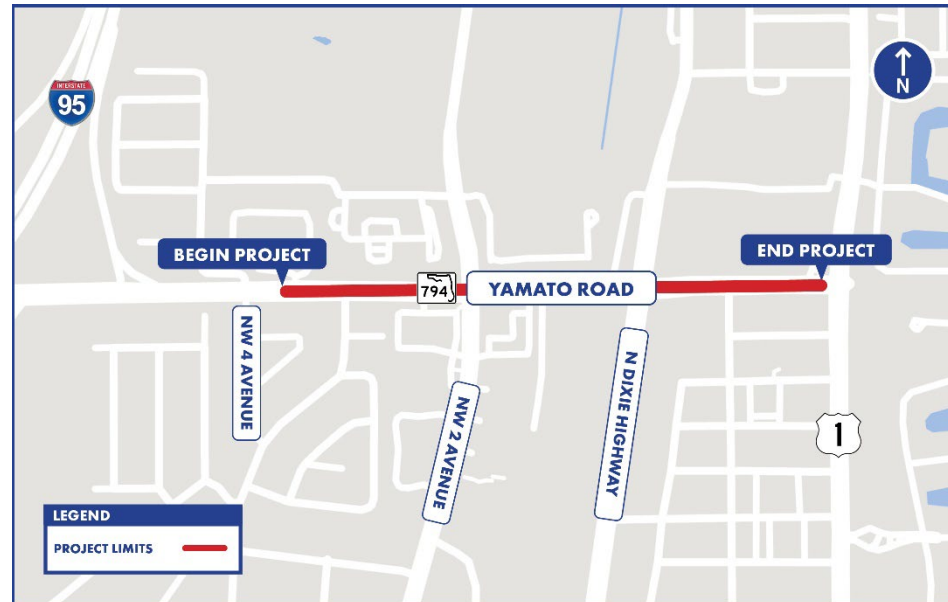 INTERSTATE
95
N
BEGIN PROJECT
END PROJECT
794
YAMATO ROAD
NW 4 AVENUE
NW 2 AVENUE
N DIXIE HIGHWAY
1
LEGEND
PROJECT LIMITS